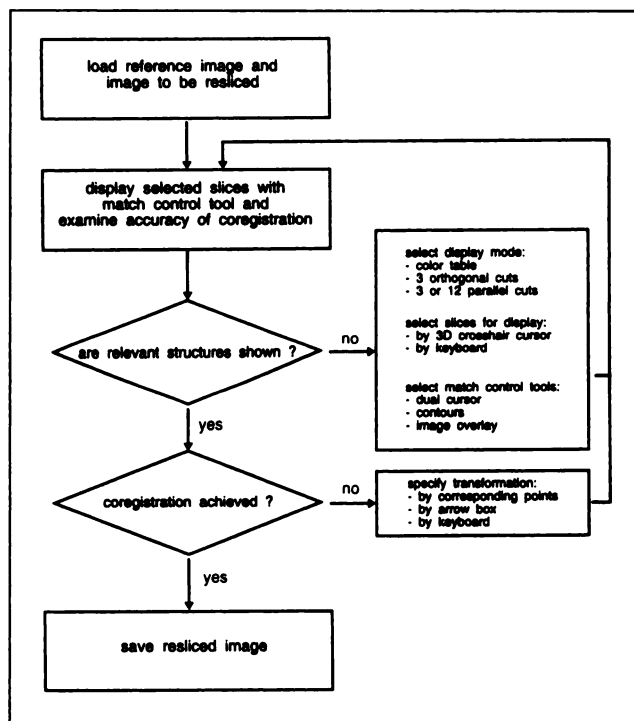 load reference image and
image to be resliced
display selected slices with
match control tool and
examine accuracy of coregistration
are relevant structures shown ?
no
select display mode:
- color table
- 3 orthogonal cuts
- 3 or 12 parallel cuts
select slices for display:
- by 3D crosshair cursor
- by keyboard
select match control tools:
- dual cursor
- contours
- image overlay
yes
coregistration achieved ?
no
specify transformation:
- by corresponding points
- by arrow box
- by keyboard
yes
save resliced image